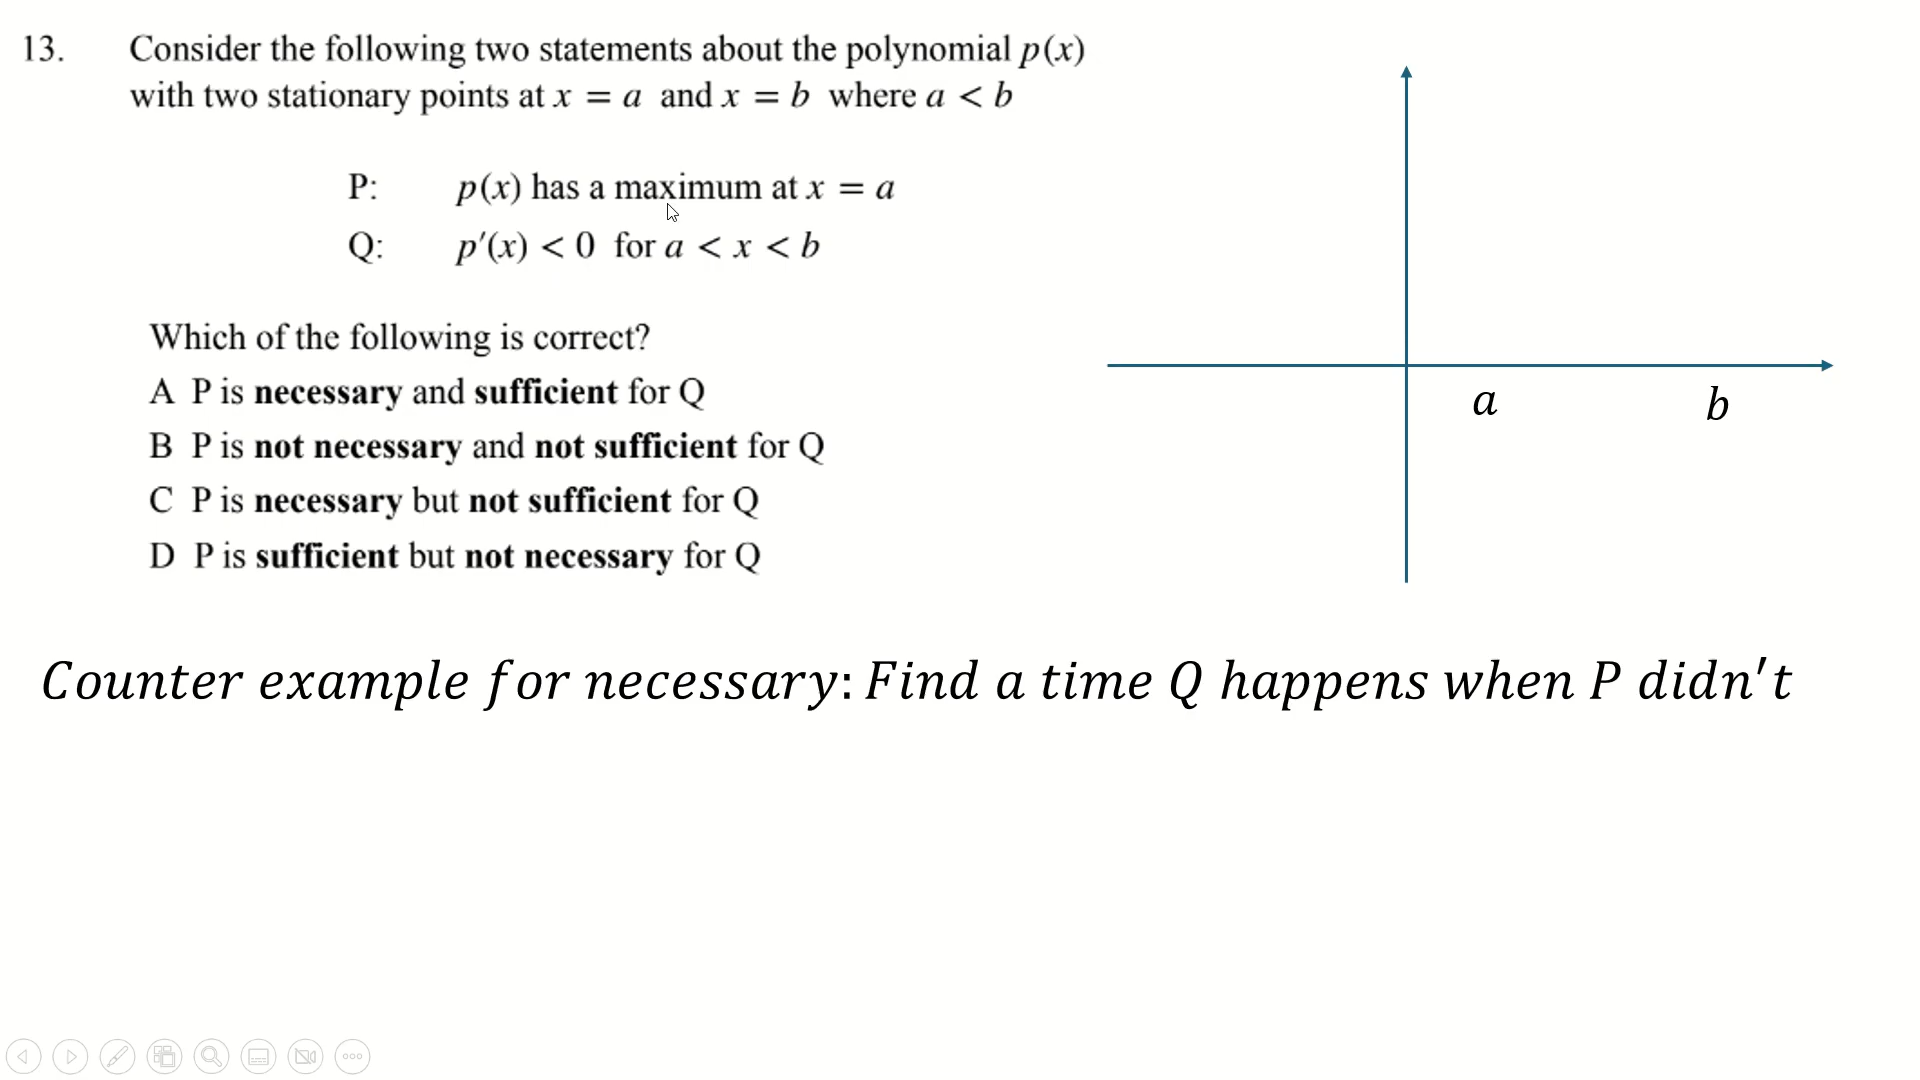 13. Consider the following two statements about the polynomial p(x)
with two stationary points at x = a and x = b where a < b
P: p(x) has a maximum at x = a
Q: p′(x) < 0 for a < x < b
Which of the following is correct?
A P is necessary and sufficient for Q
B P is not necessary and not sufficient for Q
C P is necessary but not sufficient for Q
D P is sufficient but not necessary for Q
a b
Counter example for necessary: Find a time Q happens when P didn't